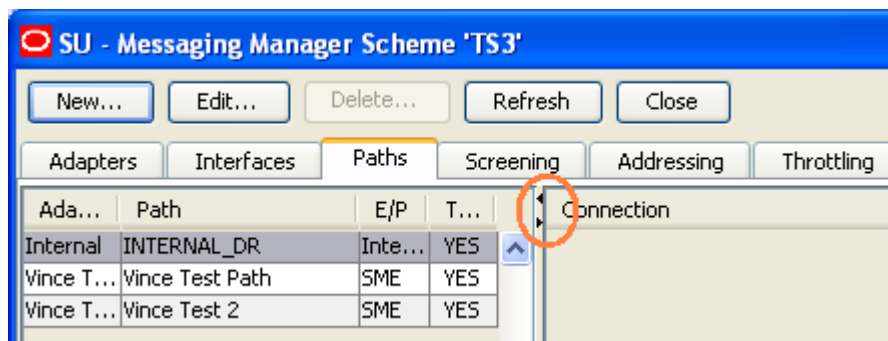 SU - Messaging Manager Scheme 'TS3'
New... Edit... Delete... Refresh Close
Adapters Interfaces Paths Screening Addressing Throttling
Ada... Path E/P T... Connection
Internal INTERNAL_DR Inte... YES
Vince T... Vince Test Path SME YES
Vince T... Vince Test 2 SME YES